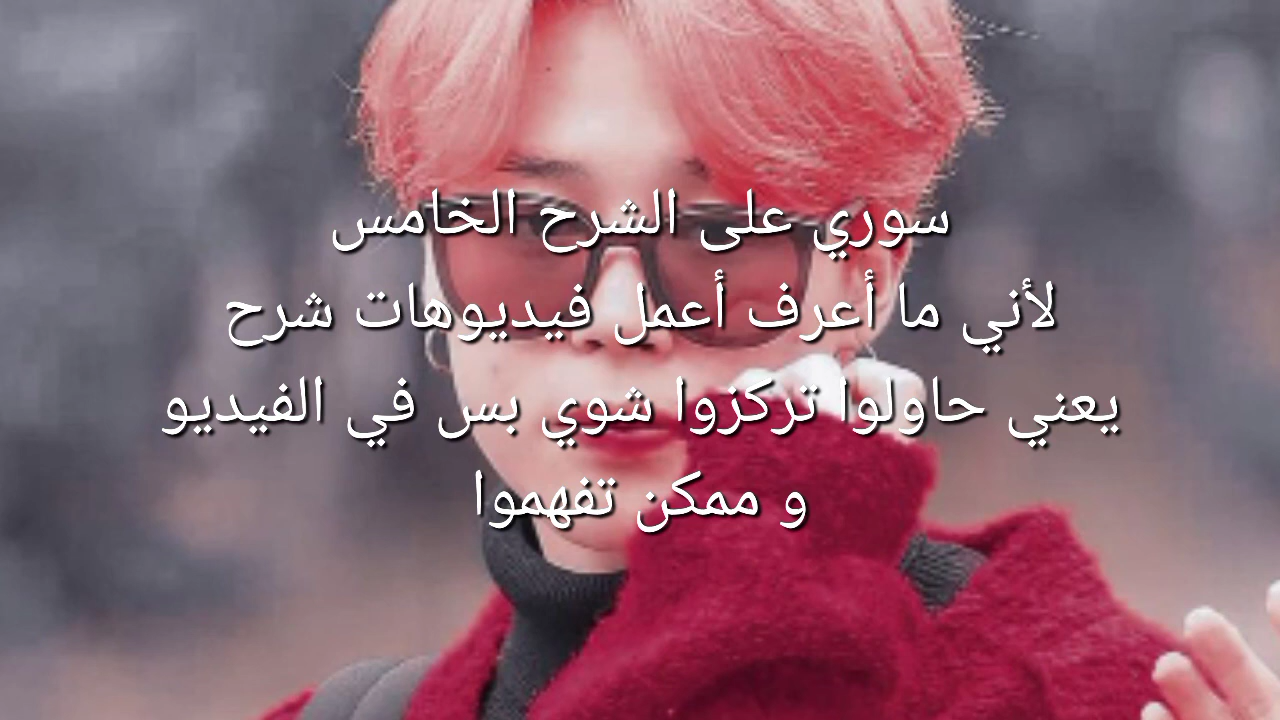 سوري على الشرح الخامس
لأني ما أعرف أعمل فيديوهات شرح
يعني حاولوا تركزوا شوي بس في الفيديو
و ممكن تفهموا